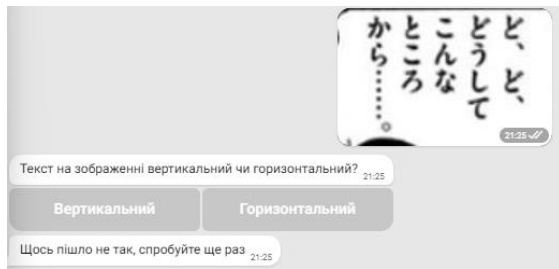 ど、ど、
どうして
こんな
ところ
から……。
21:25
Текст на зображенні вертикальний чи горизонтальний?
21:25
Вертикальний
Горизонтальний
Щось пішло не так, спробуйте ще раз
21:25